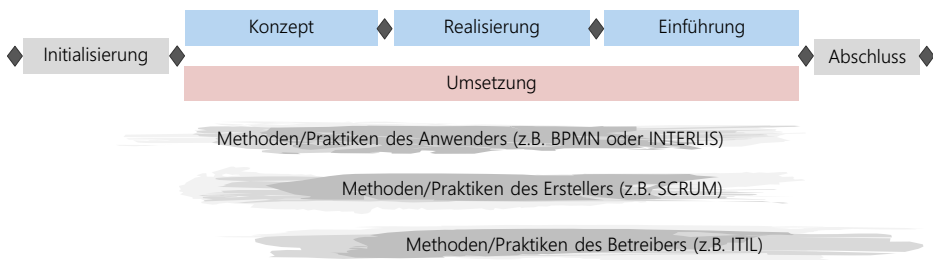 Konzept
Realisierung
Einführung
Initialisierung
Abschluss
Umsetzung
Methoden/Praktiken des Anwenders (z.B. BPMN oder INTERLIS)
Methoden/Praktiken des Erstellers (z.B. SCRUM)
Methoden/Praktiken des Betreibers (z.B. ITIL)